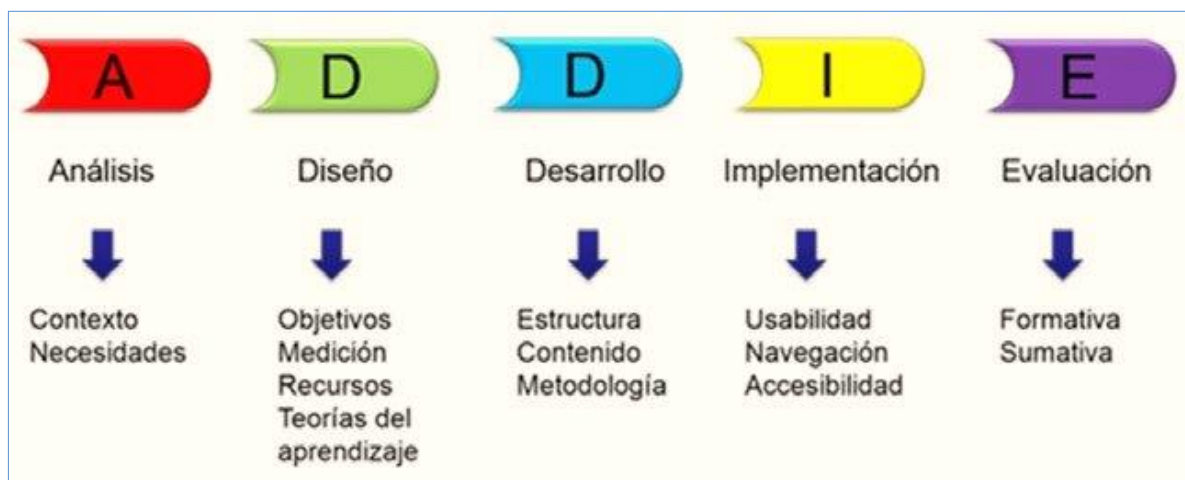 A
D
D
I
E
Análisis
Diseño
Desarrollo
Implementación
Evaluación
Contexto
Necesidades
Objetivos
Medición
Recursos
Teorías del
aprendizaje
Estructura
Contenido
Metodología
Usabilidad
Navegación
Accesibilidad
Formativa
Sumativa